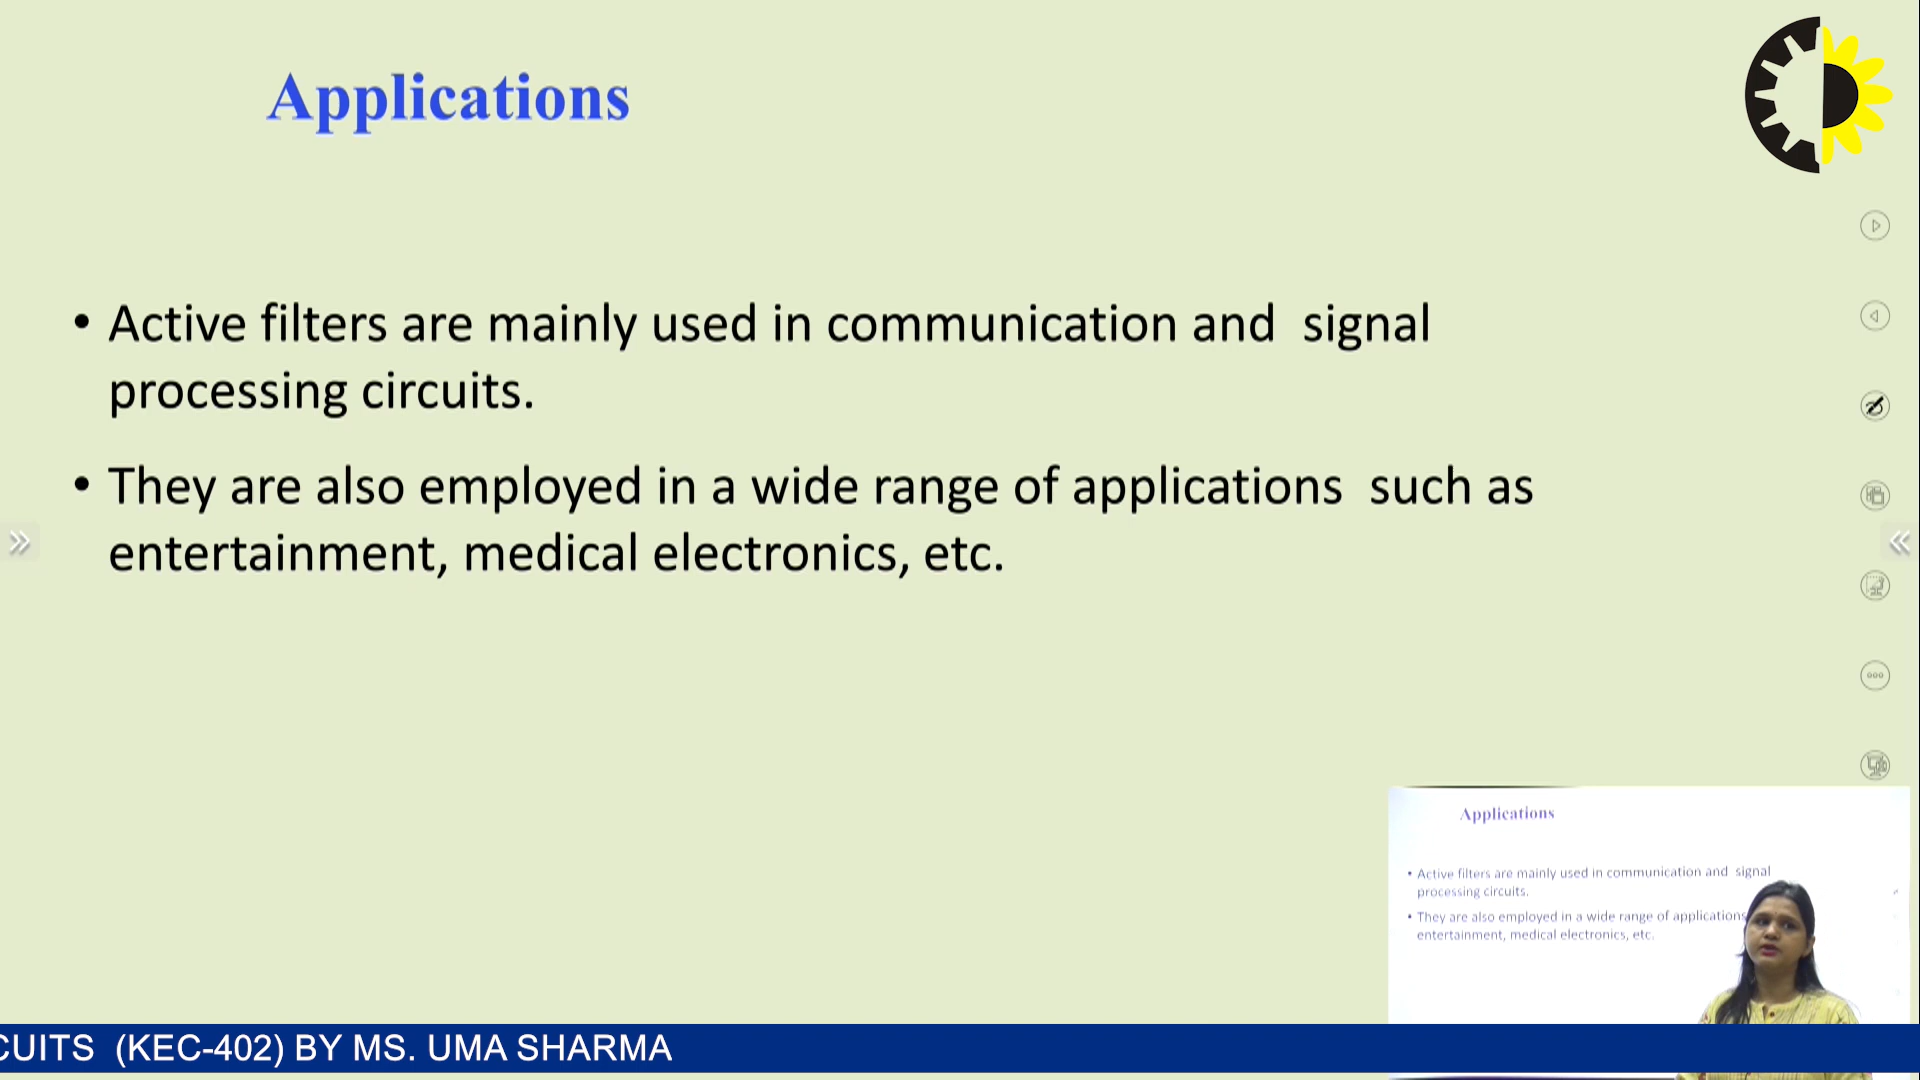 Applications
• Active filters are mainly used in communication and signal
processing circuits.
• They are also employed in a wide range of applications such as
entertainment, medical electronics, etc.
Applications
• Active filters are mainly used in communication and signal
processing circuits.
• They are also employed in a wide range of applications
entertainment, medical electronics, etc.
CUITS (KEC-402) BY MS. UMA SHARMA